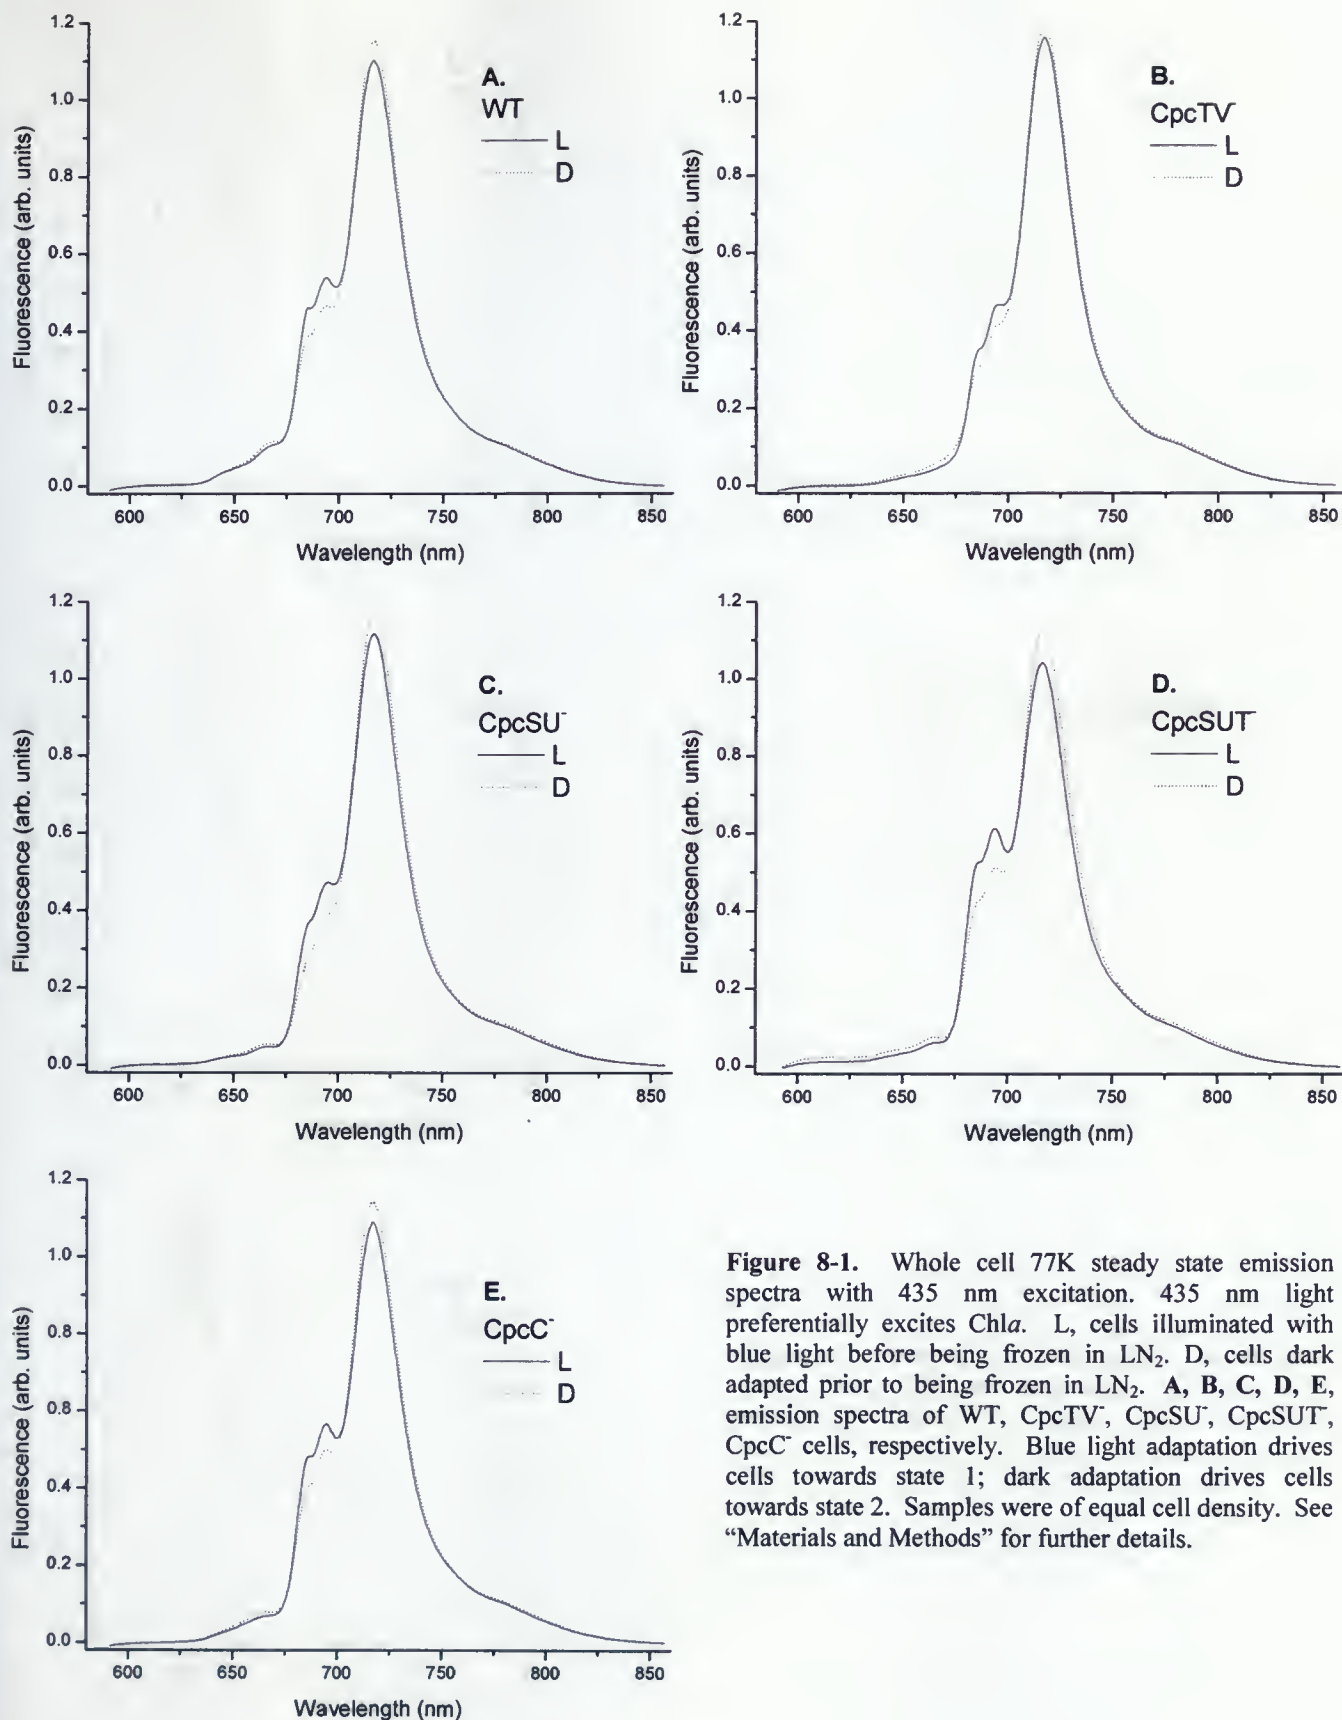 1.2
1.0
0.8
0.6
0.4
0.2
0.0
Fluorescence (arb. units)
600 650 700 750 800 850
Wavelength (nm)
A.
WT
L
D
1.2
1.0
0.8
0.6
0.4
0.2
0.0
Fluorescence (arb. units)
600 650 700 750 800 850
Wavelength (nm)
B.
CpcTV⁻
L
D
1.2
1.0
0.8
0.6
0.4
0.2
0.0
Fluorescence (arb. units)
600 650 700 750 800 850
Wavelength (nm)
C.
CpcSU⁻
L
D
1.2
1.0
0.8
0.6
0.4
0.2
0.0
Fluorescence (arb. units)
600 650 700 750 800 850
Wavelength (nm)
D.
CpcSUT⁻
L
D
1.2
1.0
0.8
0.6
0.4
0.2
0.0
Fluorescence (arb. units)
600 650 700 750 800 850
Wavelength (nm)
E.
CpcC⁻
L
D
Figure 8-1. Whole cell 77K steady state emission
spectra with 435 nm excitation. 435 nm light
preferentially excites Chla. L, cells illuminated with
blue light before being frozen in LN₂. D, cells dark
adapted prior to being frozen in LN₂. A, B, C, D, E,
emission spectra of WT, CpcTV⁻, CpcSU⁻, CpcSUT⁻,
CpcC⁻ cells, respectively. Blue light adaptation drives
cells towards state 1; dark adaptation drives cells
towards state 2. Samples were of equal cell density. See
“Materials and Methods” for further details.